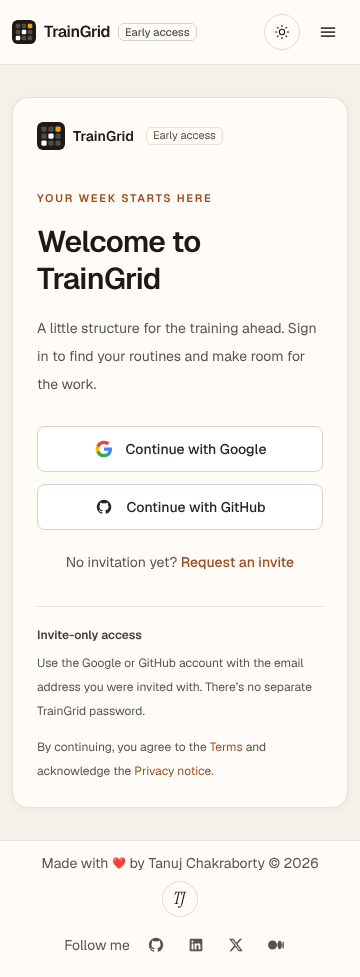 TrainGrid Early access
TrainGrid Early access
YOUR WEEK STARTS HERE
Welcome to
TrainGrid
A little structure for the training ahead. Sign
in to find your routines and make room for
the work.
Continue with Google
Continue with GitHub
No invitation yet? Request an invite
Invite-only access
Use the Google or GitHub account with the email
address you were invited with. There's no separate
TrainGrid password.
By continuing, you agree to the Terms and
acknowledge the Privacy notice.
Made with ❤️ by Tanuj Chakraborty © 2026
TJ
Follow me